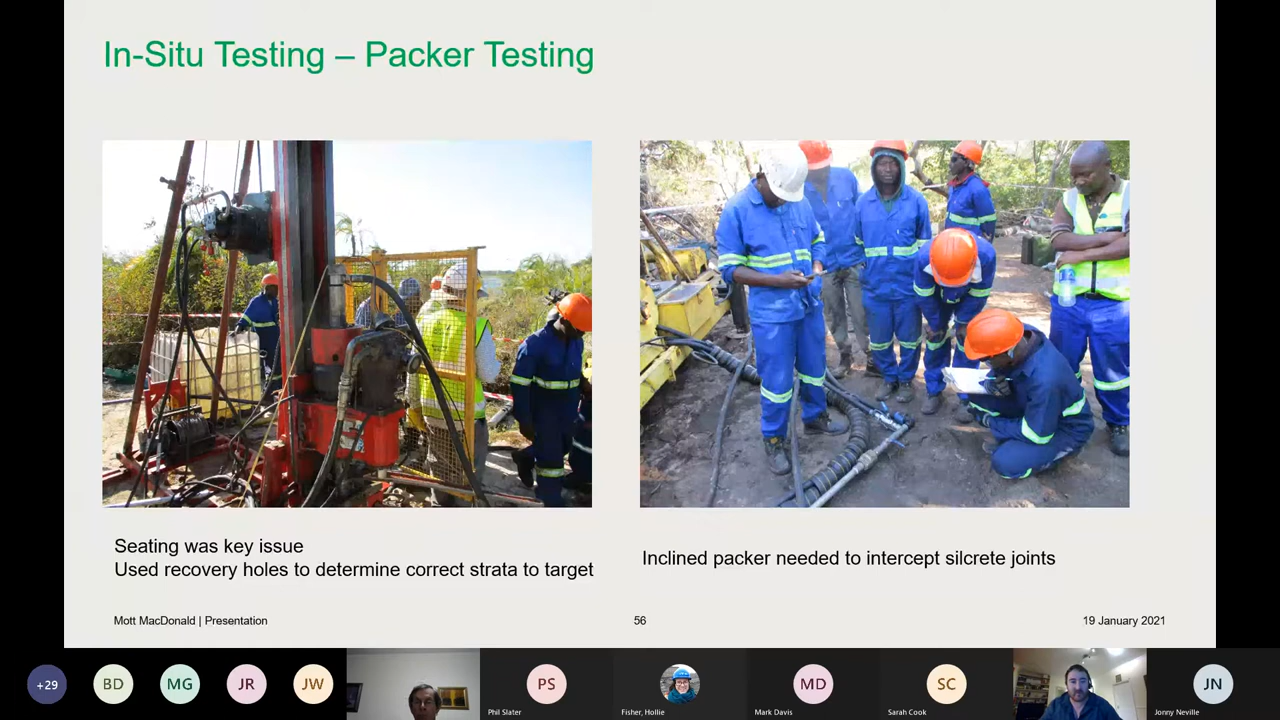 In-Situ Testing – Packer Testing
Seating was key issue
Used recovery holes to determine correct strata to target
Inclined packer needed to intercept silcrete joints
Mott MacDonald | Presentation
56
19 January 2021
+29
BD
MG
JR
JW
PS
Phil Slater
Fisher, Hollie
MD
Mark Davis
SC
Sarah Cook
JN
Jonny Neville